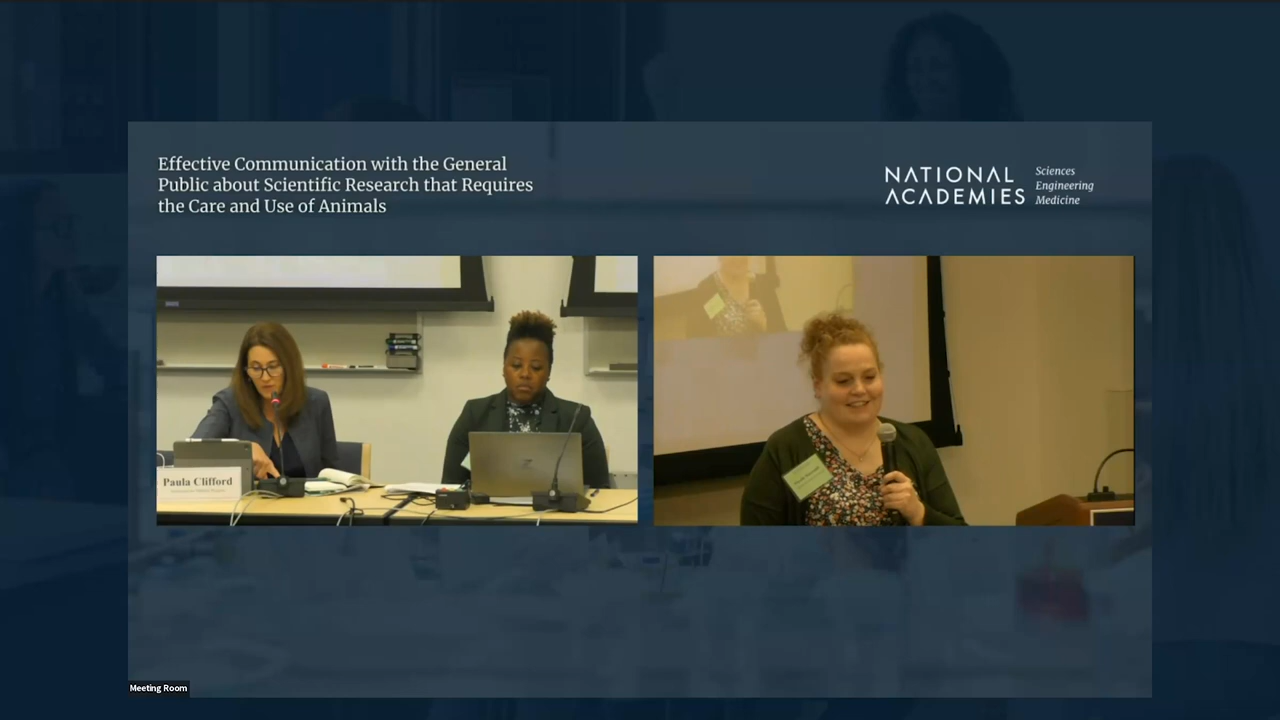 Effective Communication with the General
Public about Scientific Research that Requires
the Care and Use of Animals
NATIONAL
ACADEMIES
Sciences
Engineering
Medicine
Paula Clifford
Meeting Room